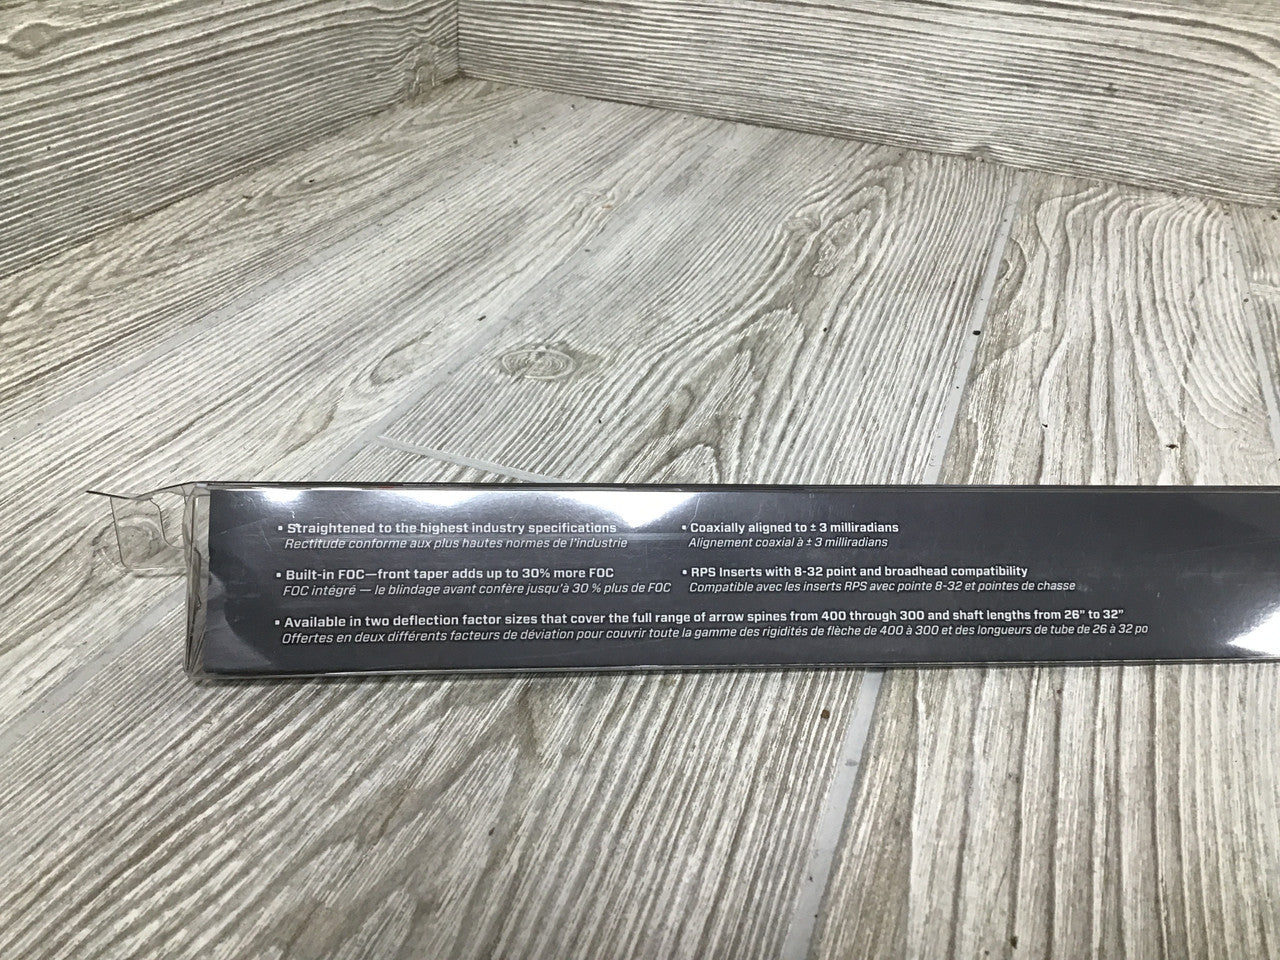 ▪ Straightened to the highest industry specifications
Rectitude conforme aux plus hautes normes de l'industrie
▪ Built-in FOC—front taper adds up to 30% more FOC
FOC intégré — le blindage avant confère jusqu'à 30 % plus de FOC
▪ Coaxially aligned to ± 3 milliradians
Alignement coaxial à ± 3 milliradians
▪ RPS Inserts with 8-32 point and broadhead compatibility
Compatible avec les inserts RPS avec pointe 8-32 et pointes de chasse
▪ Available in two deflection factor sizes that cover the full range of arrow spines from 400 through 300 and shaft lengths from 26” to 32”
Offertes en deux différents facteurs de déviation pour couvrir toute la gamme des rigidités de flèche de 400 à 300 et des longueurs de tube de 26 à 32 po